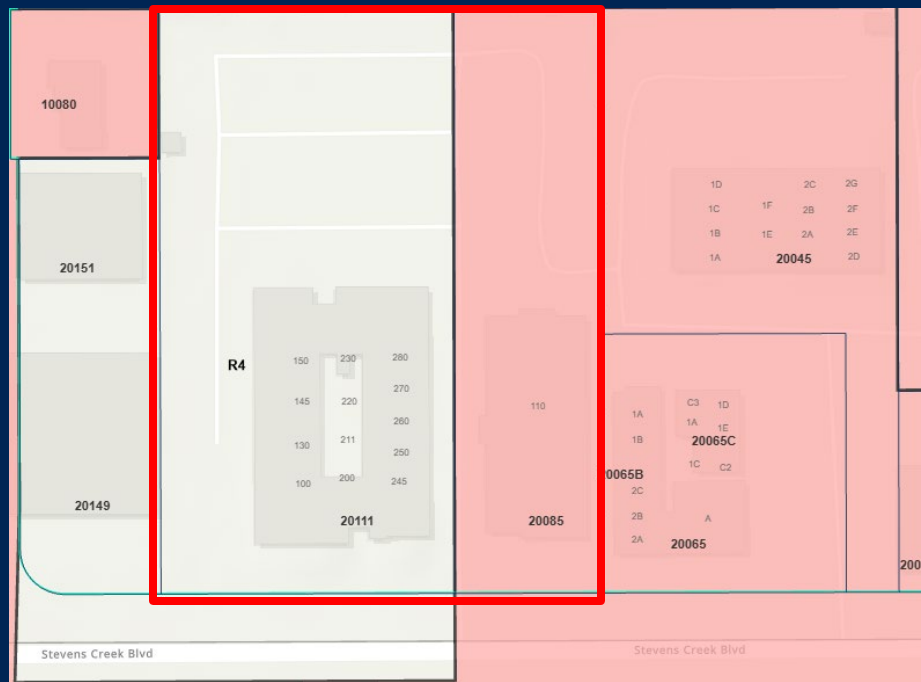 10080
20151
20149
R4
150
230
280
145
220
270
130
211
260
100
200
250
245
20111
110
20085
1D
2C
2G
1C
1F
2B
2F
1B
1E
2A
2E
1A
20045
2D
1A
1B
2C
2B
2A
0065B
C3
1D
1A
1E
20065C
1C
C2
A
20065
200
Stevens Creek Blvd
Stevens Creek Blvd